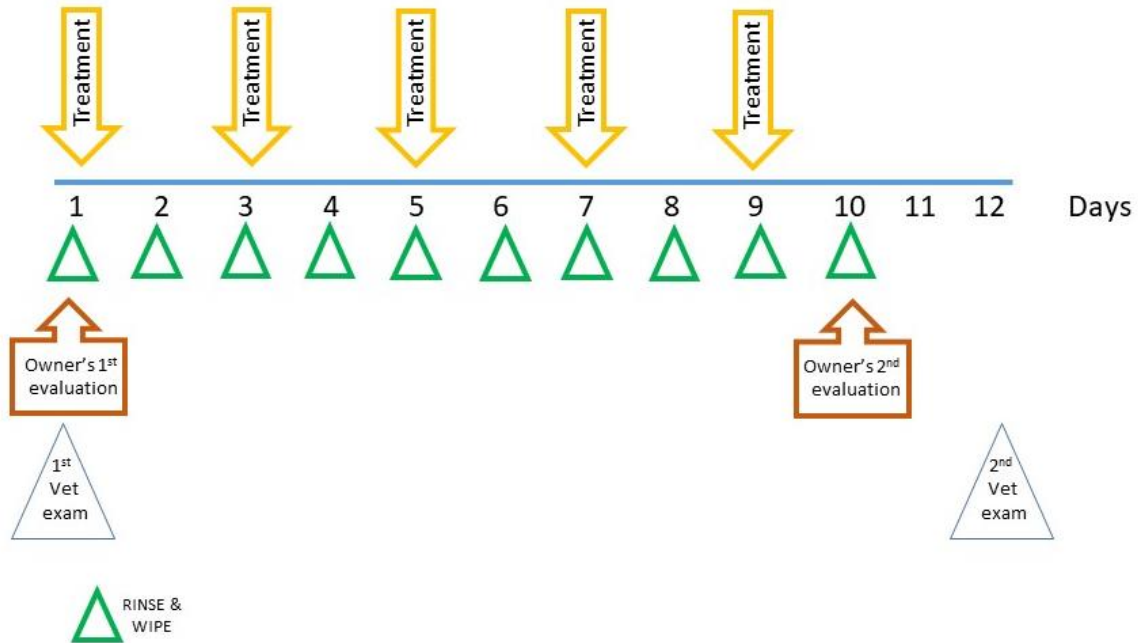 Treatment
Treatment
Treatment
Treatment
Treatment
1 2 3 4 5 6 7 8 9 10 11 12 Days
Owner's 1st
evaluation
Owner's 2nd
evaluation
1st
Vet
exam
2nd
Vet
exam
RINSE &
WIPE